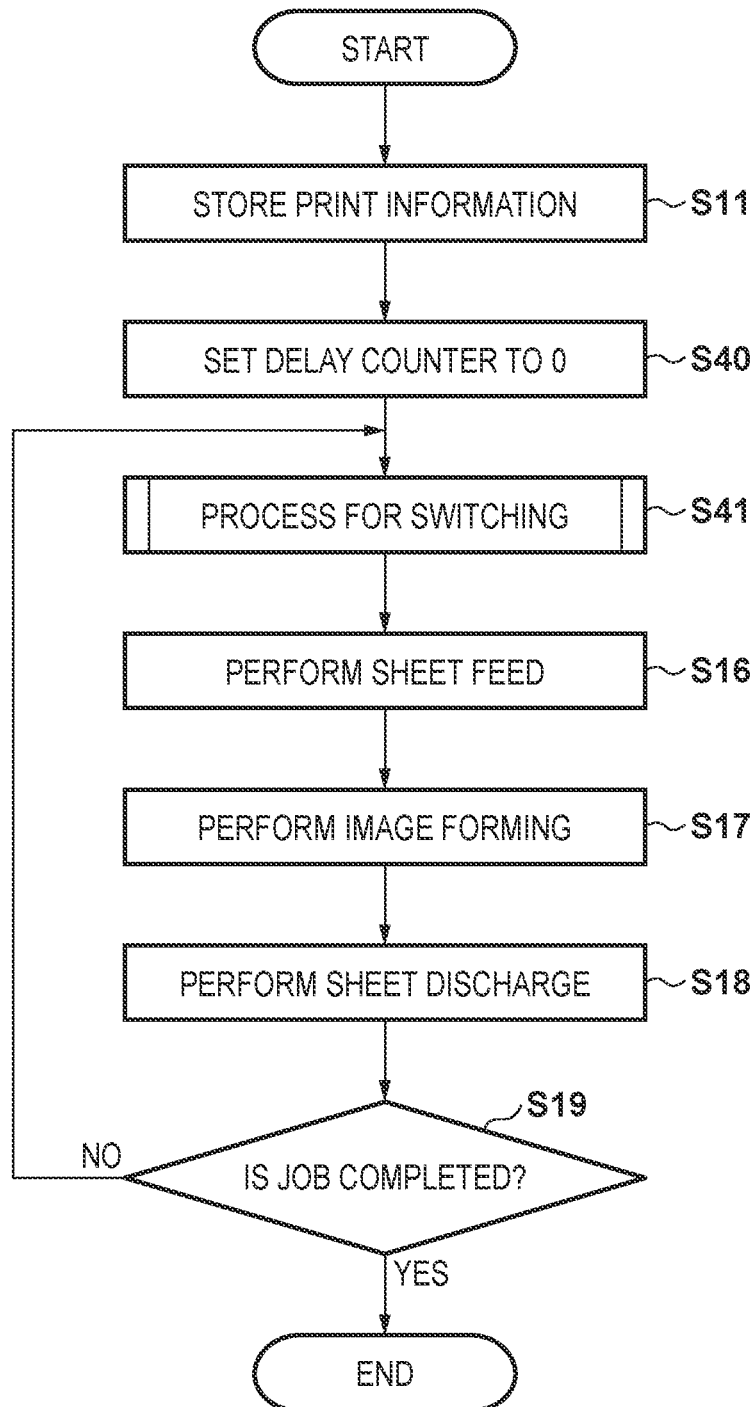 START
STORE PRINT INFORMATION S11
SET DELAY COUNTER TO 0 S40
PROCESS FOR SWITCHING S41
PERFORM SHEET FEED S16
PERFORM IMAGE FORMING S17
PERFORM SHEET DISCHARGE S18
S19
NO IS JOB COMPLETED?
YES
END